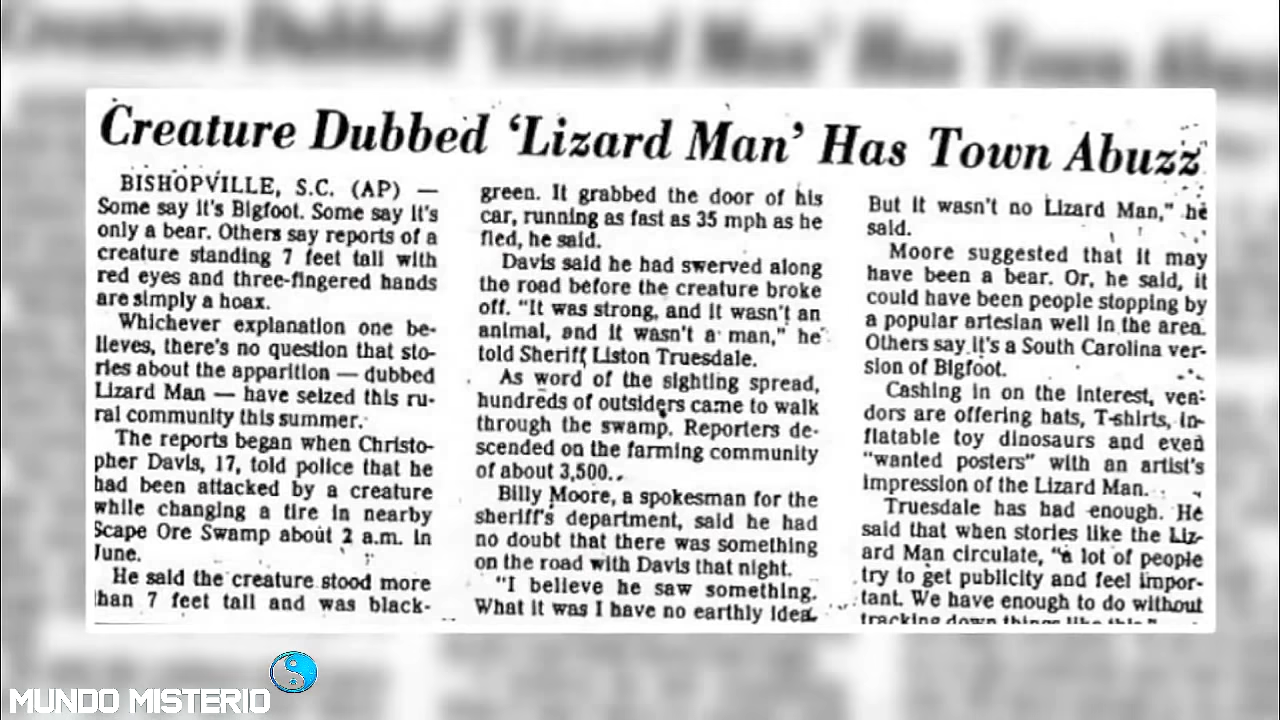 Creature Dubbed 'Lizard Man' Has Town Abuzz
BISHOPVILLE, S.C. (AP) —
Some say it's Bigfoot. Some say it's
only a bear. Others say reports of a
creature standing 7 feet tall with
red eyes and three-fingered hands
are simply a hoax.
Whichever explanation one be-
lieves, there's no question that sto-
ries about the apparition — dubbed
Lizard Man — have seized this ru-
ral community this summer.
The reports began when Christo-
pher Davis, 17, told police that he
had been attacked by a creature
while changing a tire in nearby
Scape Ore Swamp about 2 a.m. in
June.
He said the creature stood more
than 7 feet tall and was black-
green. It grabbed the door of his
car, running as fast as 35 mph as he
fled, he said.
Davis said he had swerved along
the road before the creature broke
off. "It was strong, and it wasn't an
animal, and it wasn't a man," he
told Sheriff Liston Truesdale.
As word of the sighting spread,
hundreds of outsiders came to walk
through the swamp. Reporters de-
scended on the farming community
of about 3,500.
Billy Moore, a spokesman for the
sheriff's department, said he had
no doubt that there was something
on the road with Davis that night.
"I believe he saw something.
What it was I have no earthly idea.
But it wasn't no Lizard Man," he
said.
Moore suggested that it may
have been a bear. Or, he said, it
could have been people stopping by
a popular artesian well in the area.
Others say it's a South Carolina ver-
sion of Bigfoot.
Cashing in on the interest, ven-
dors are offering hats, T-shirts, in-
flatable toy dinosaurs and even
"wanted posters" with an artist's
impression of the Lizard Man.
Truesdale has had enough. He
said that when stories like the Liz-
ard Man circulate, "a lot of people
try to get publicity and feel impor-
tant. We have enough to do without
tracking down things like this."
MUNDO MISTERIO